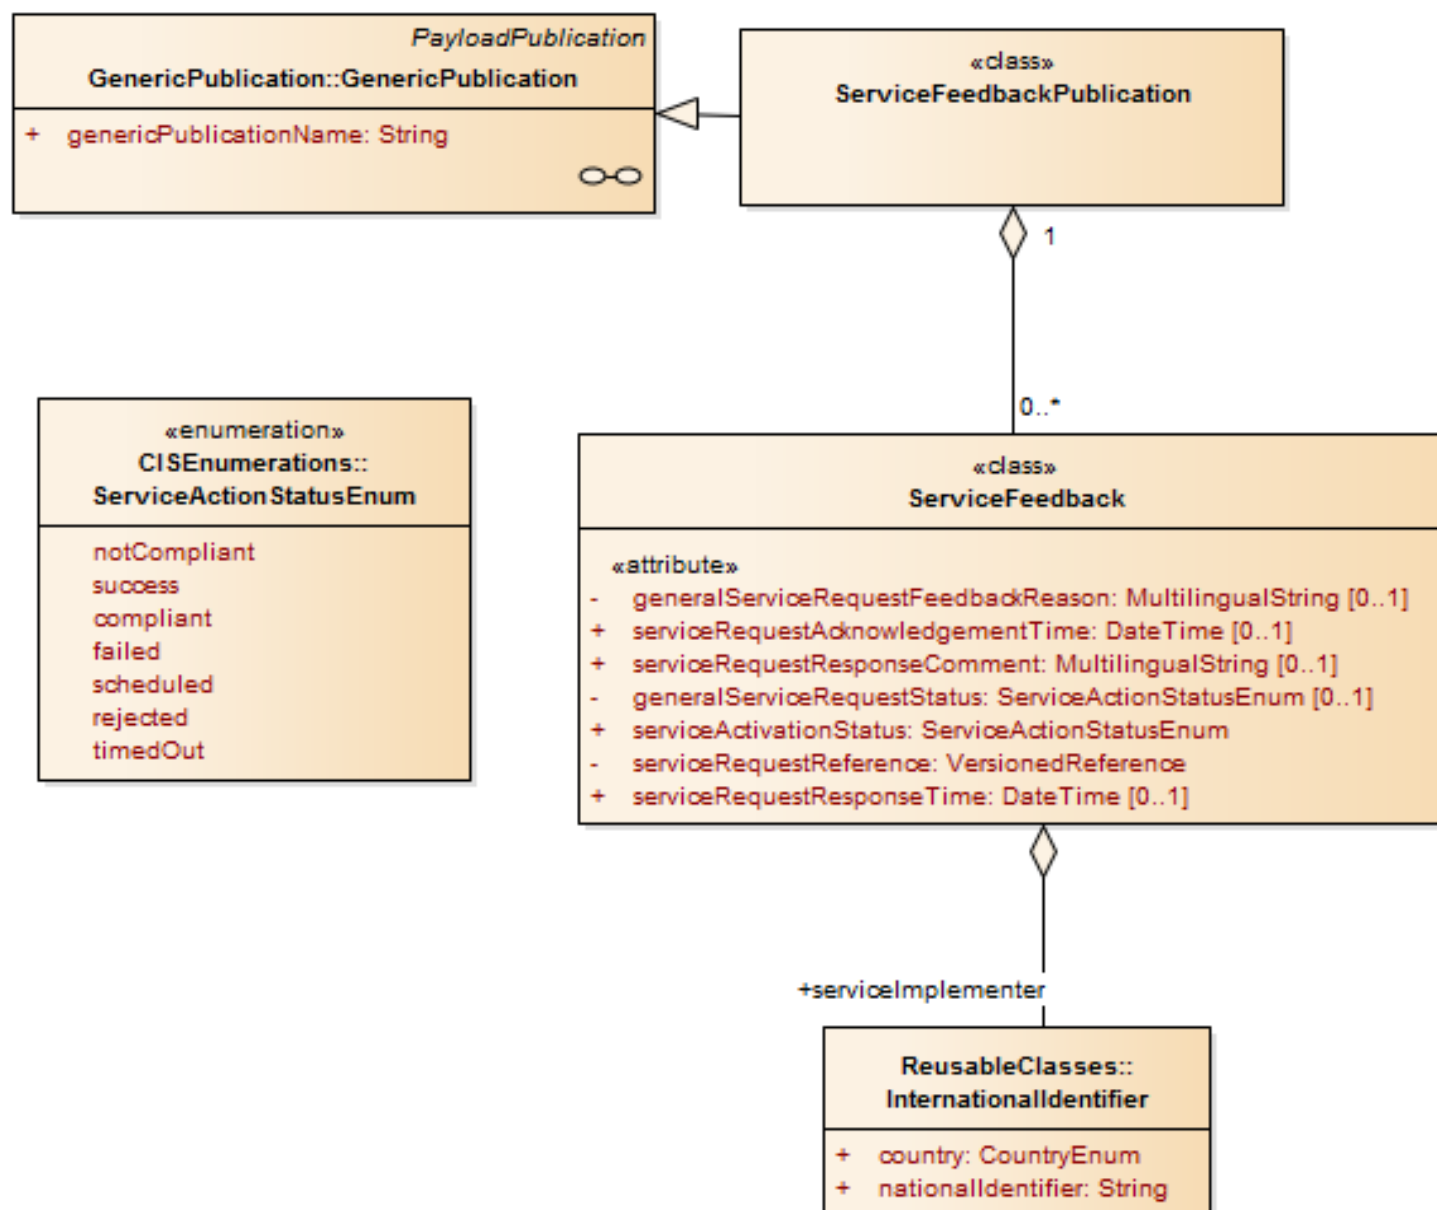 PayloadPublication
GenericPublication::GenericPublication
+ genericPublicationName: String
«class»
ServiceFeedbackPublication
1
0..*
«enumeration»
CISEnumerations::
ServiceActionStatusEnum
notCompliant
success
compliant
failed
scheduled
rejected
timedOut
«class»
ServiceFeedback
«attribute»
- generalServiceRequestFeedbackReason: MultilingualString [0..1]
+ serviceRequestAcknowledgementTime: DateTime [0..1]
+ serviceRequestResponseComment: MultilingualString [0..1]
- generalServiceRequestStatus: ServiceActionStatusEnum [0..1]
+ serviceActivationStatus: ServiceActionStatusEnum
- serviceRequestReference: VersionedReference
+ serviceRequestResponseTime: DateTime [0..1]
+serviceImplementer
ReusableClasses::
InternationalIdentifier
+ country: CountryEnum
+ nationalIdentifier: String